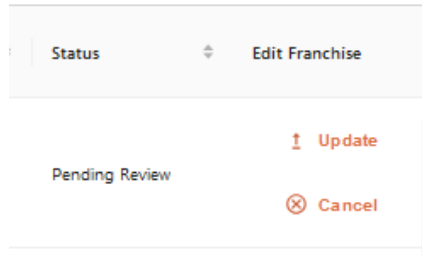 Status
Edit Franchise
Update
Pending Review
Cancel